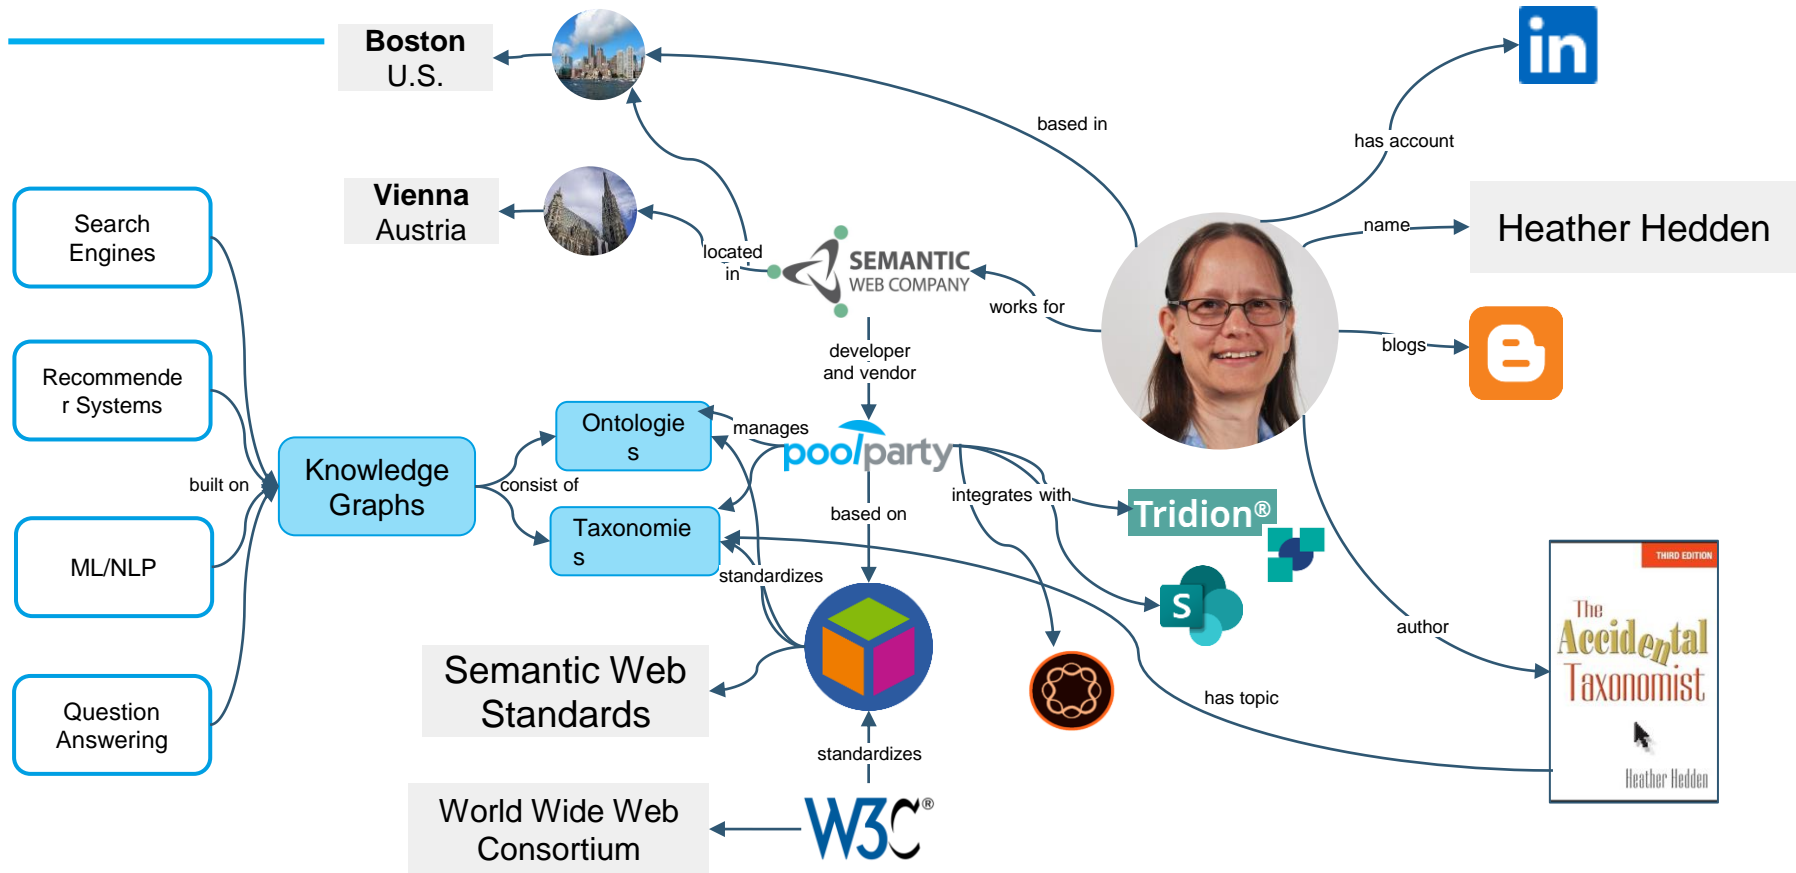 Boston
U.S.
in
based in
has account
Vienna
Austria
Search
Engines
name
Heather Hedden
located
in
SEMANTIC
WEB COMPANY
works for
blogs
developer
and vendor
Recommende
r Systems
Ontologie
s
manages
poolparty
Knowledge
Graphs
built on
consist of
integrates with
Tridion®
based on
Taxonomie
s
ML/NLP
standardizes
S
THIRD EDITION
The
Accidental
Taxonomist
Heather Hedden
author
has topic
Semantic Web
Standards
Question
Answering
standardizes
World Wide Web
Consortium
W3C®